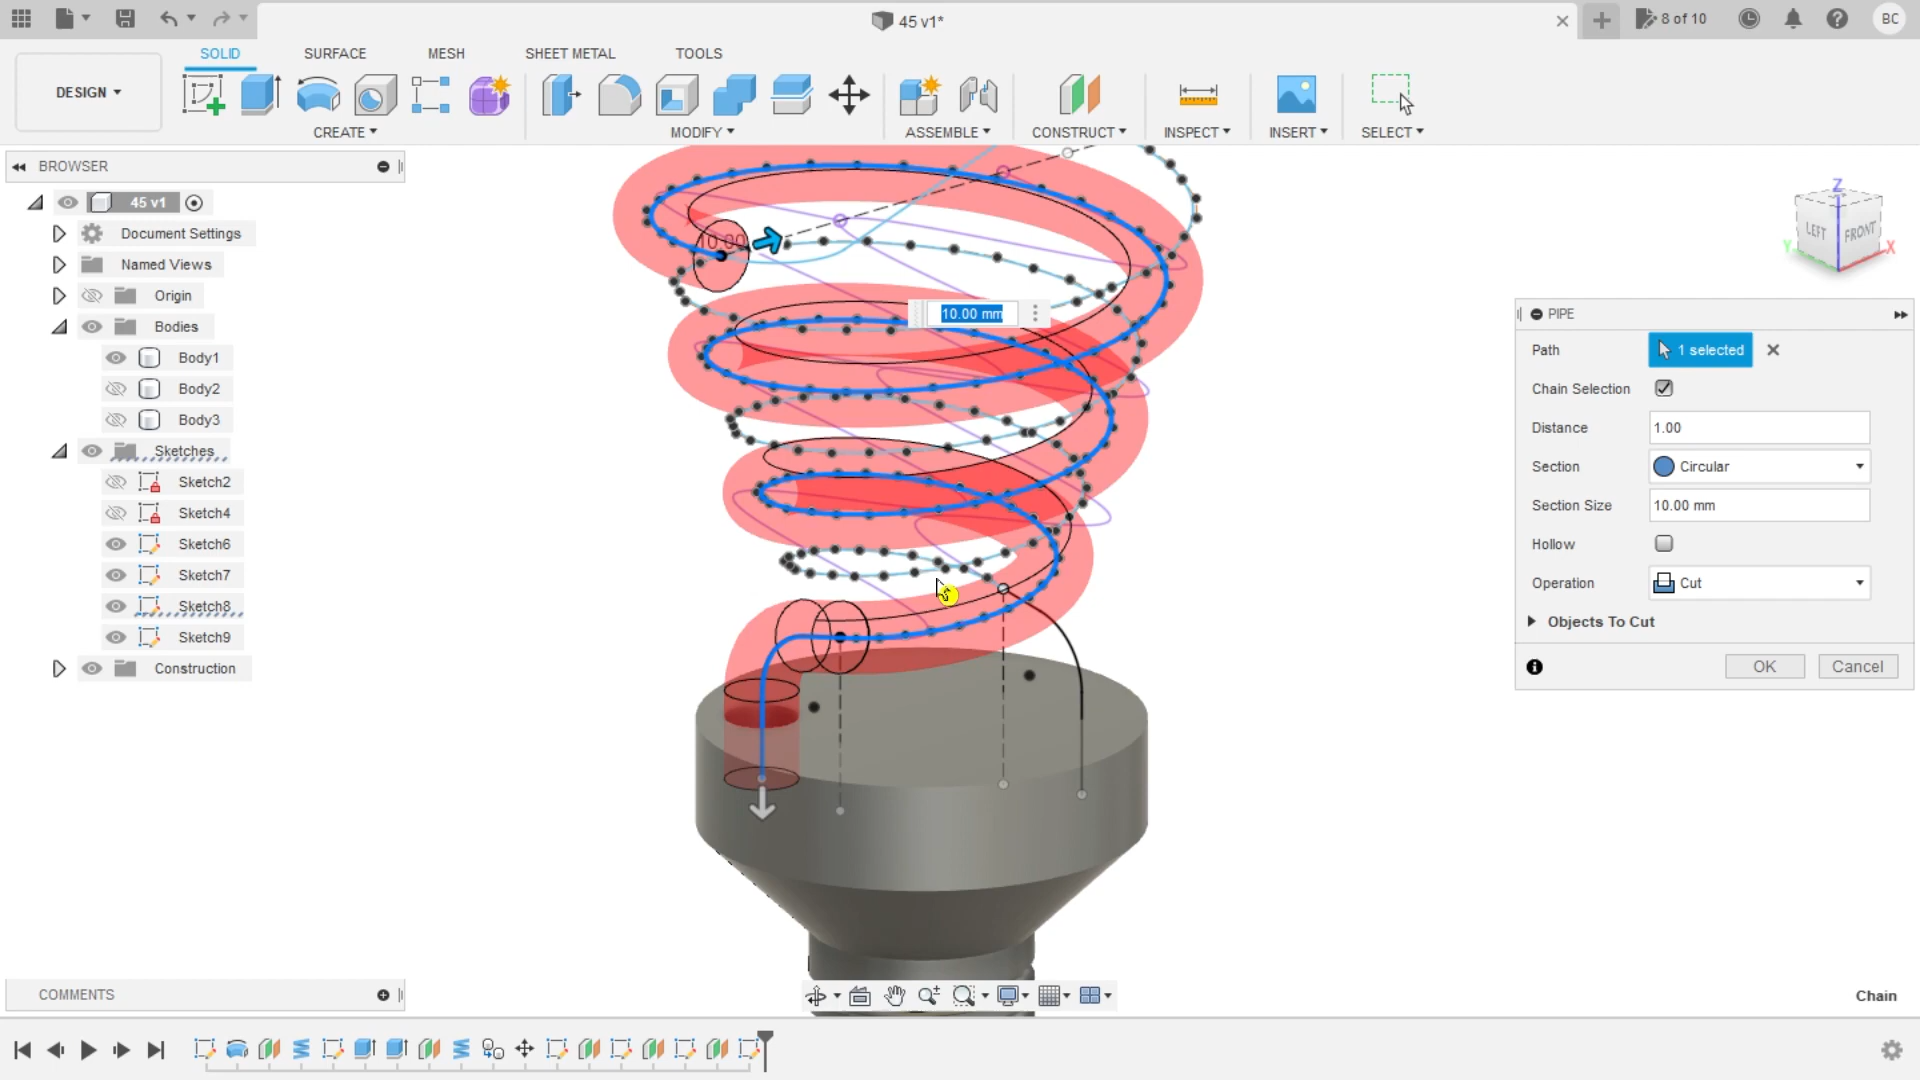 45 v1*
8 of 10
BC
SOLID
SURFACE
MESH
SHEET METAL
TOOLS
DESIGN
CREATE
MODIFY
ASSEMBLE
CONSTRUCT
INSPECT
INSERT
SELECT
BROWSER
45 v1
Document Settings
Named Views
Origin
Bodies
Body1
Body2
Body3
Sketches
Sketch2
Sketch4
Sketch6
Sketch7
Sketch8
Sketch9
Construction
10.00
10.00 mm
Z
LEFT
FRONT
Y
X
PIPE
Path
1 selected
Chain Selection
Distance
1.00
Section
Circular
Section Size
10.00 mm
Hollow
Operation
Cut
Objects To Cut
OK
Cancel
COMMENTS
Chain